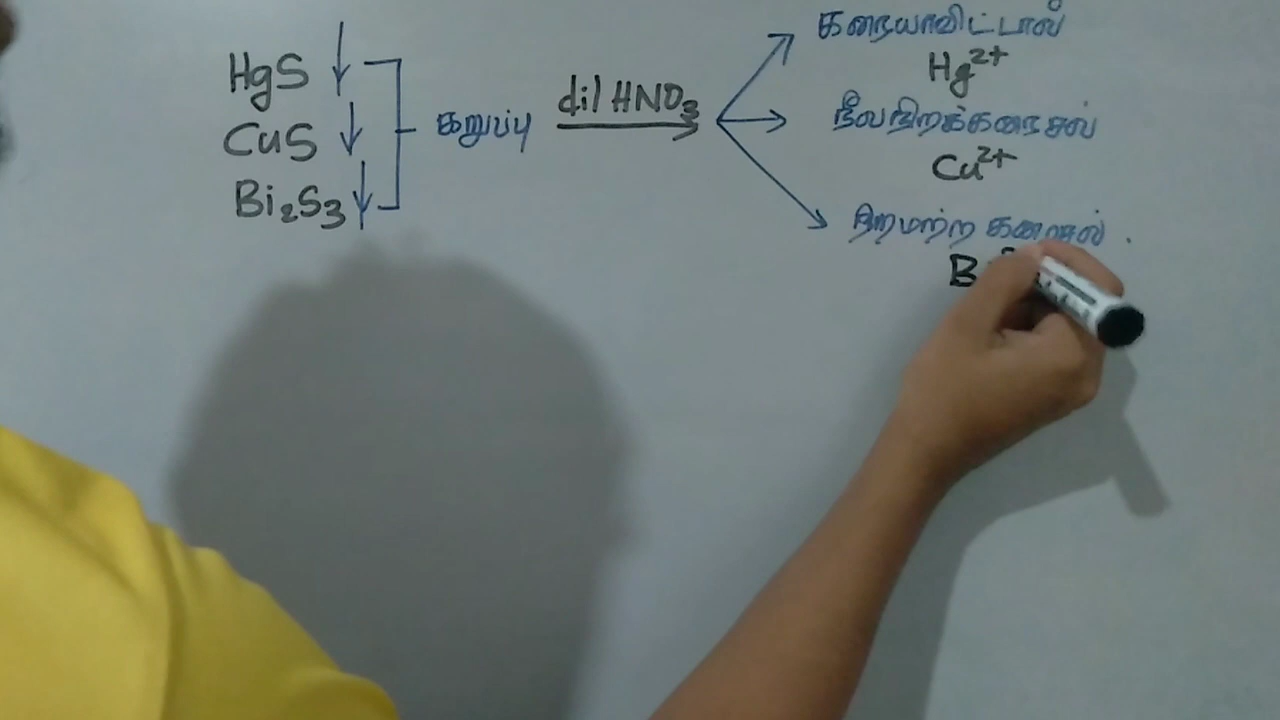 HgS ↓
CuS ↓
Bi₂S₃ ↓
கறுப்பு
dil HNO₃
கரையாவிட்டால்
Hg²⁺
நீலநிறக்கரைசல்
Cu²⁺
நிறமற்ற கரைசல்.
B